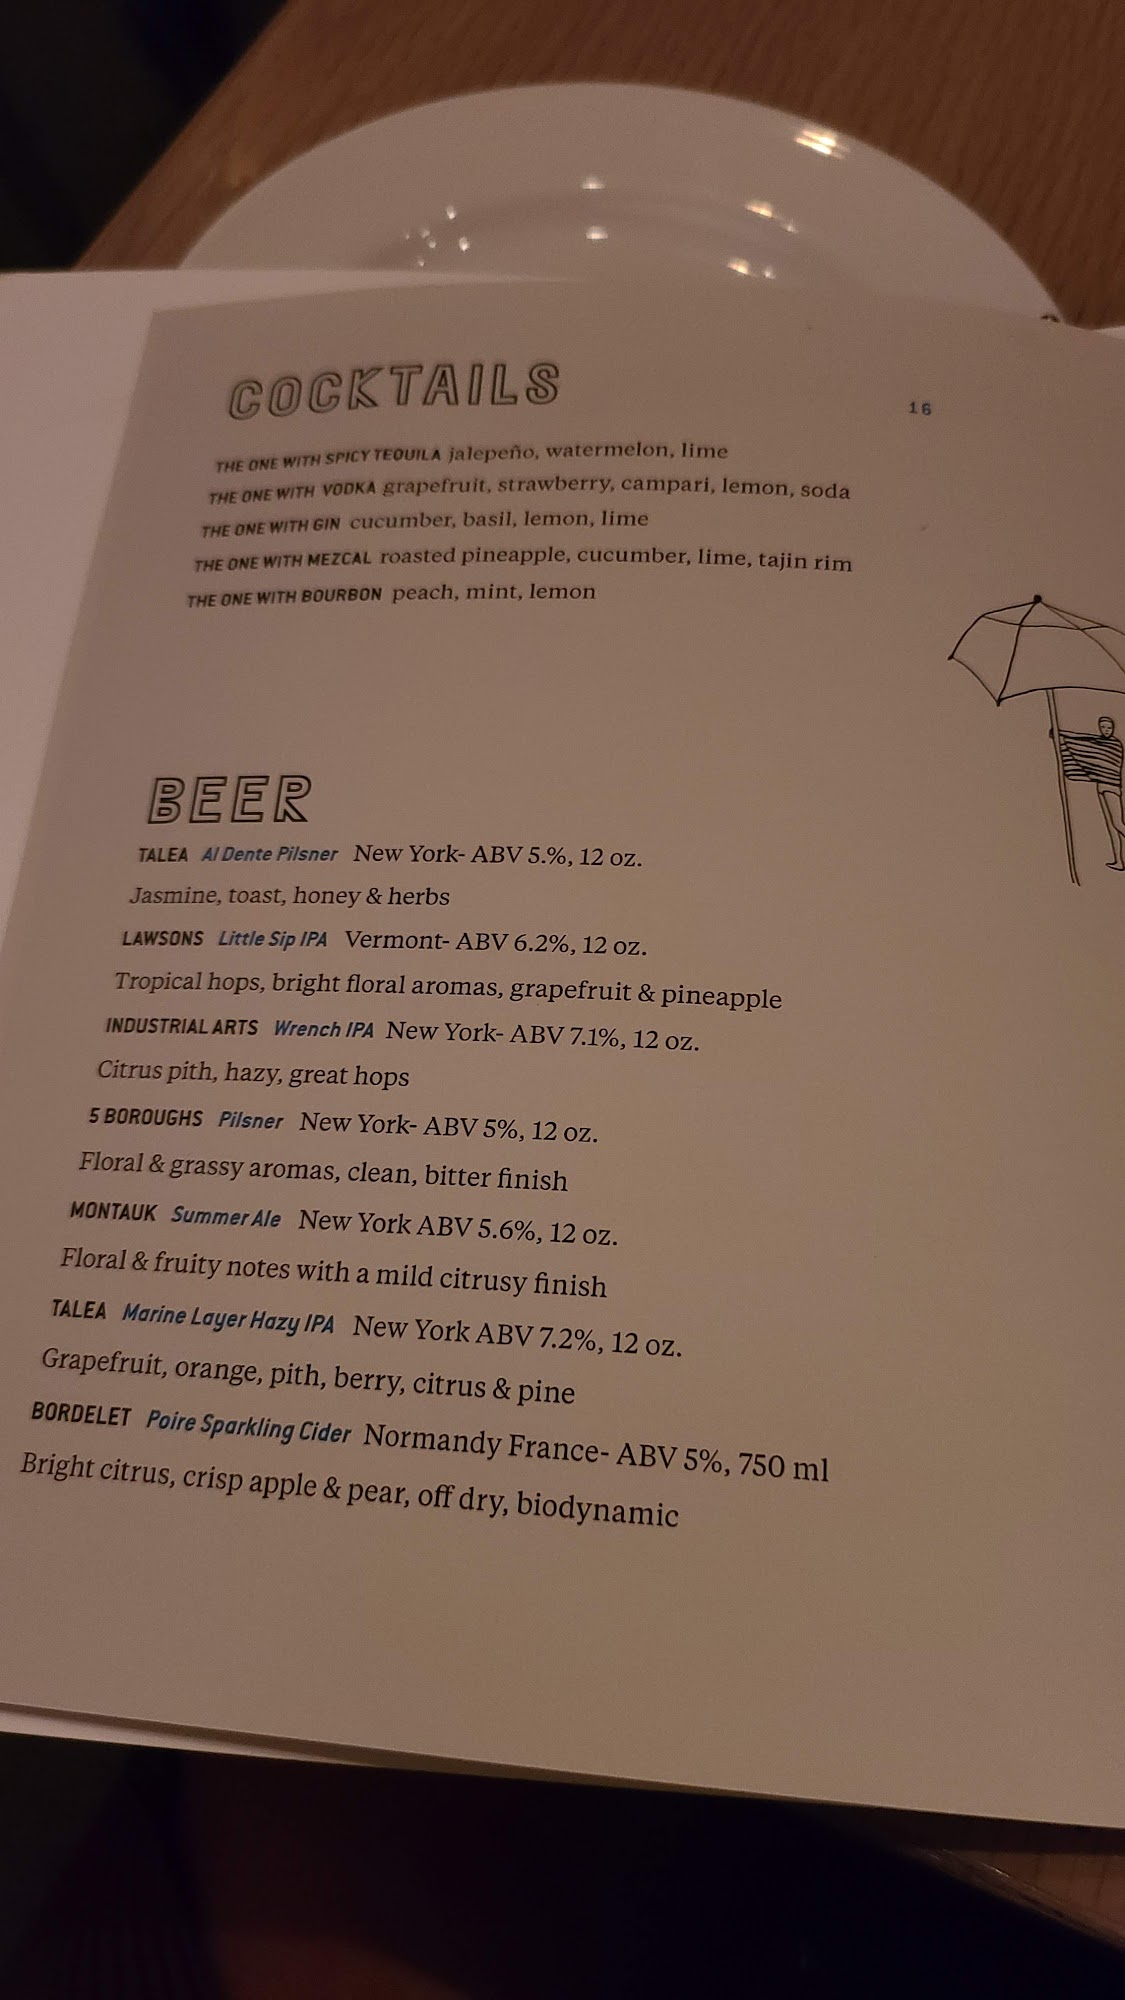 COCKTAILS
16
THE ONE WITH SPICY TEQUILA jalepeño, watermelon, lime
THE ONE WITH VODKA grapefruit, strawberry, campari, lemon, soda
THE ONE WITH GIN cucumber, basil, lemon, lime
THE ONE WITH MEZCAL roasted pineapple, cucumber, lime, tajin rim
THE ONE WITH BOURBON peach, mint, lemon
BEER
TALEA Al Dente Pilsner New York- ABV 5.%, 12 oz.
Jasmine, toast, honey & herbs
LAWSONS Little Sip IPA Vermont- ABV 6.2%, 12 oz.
Tropical hops, bright floral aromas, grapefruit & pineapple
INDUSTRIAL ARTS Wrench IPA New York- ABV 7.1%, 12 oz.
Citrus pith, hazy, great hops
5 BOROUGHS Pilsner New York- ABV 5%, 12 oz.
Floral & grassy aromas, clean, bitter finish
MONTAUK Summer Ale New York ABV 5.6%, 12 oz.
Floral & fruity notes with a mild citrusy finish
TALEA Marine Layer Hazy IPA New York ABV 7.2%, 12 oz.
Grapefruit, orange, pith, berry, citrus & pine
BORDELET Poire Sparkling Cider Normandy France- ABV 5%, 750 ml
Bright citrus, crisp apple & pear, off dry, biodynamic